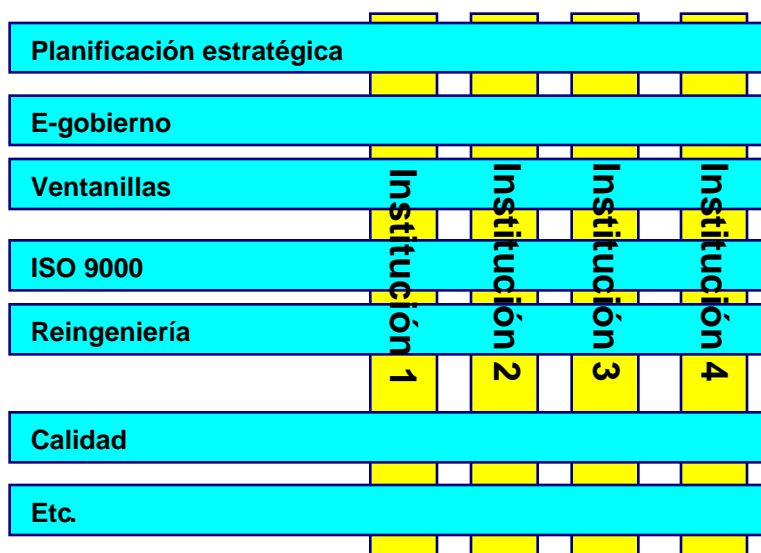 Planificación estratégica
E-gobierno
Ventanillas
ISO 9000
Reingeniería
Calidad
Etc.
Institución 1
Institución 2
Institución 3
Institución 4